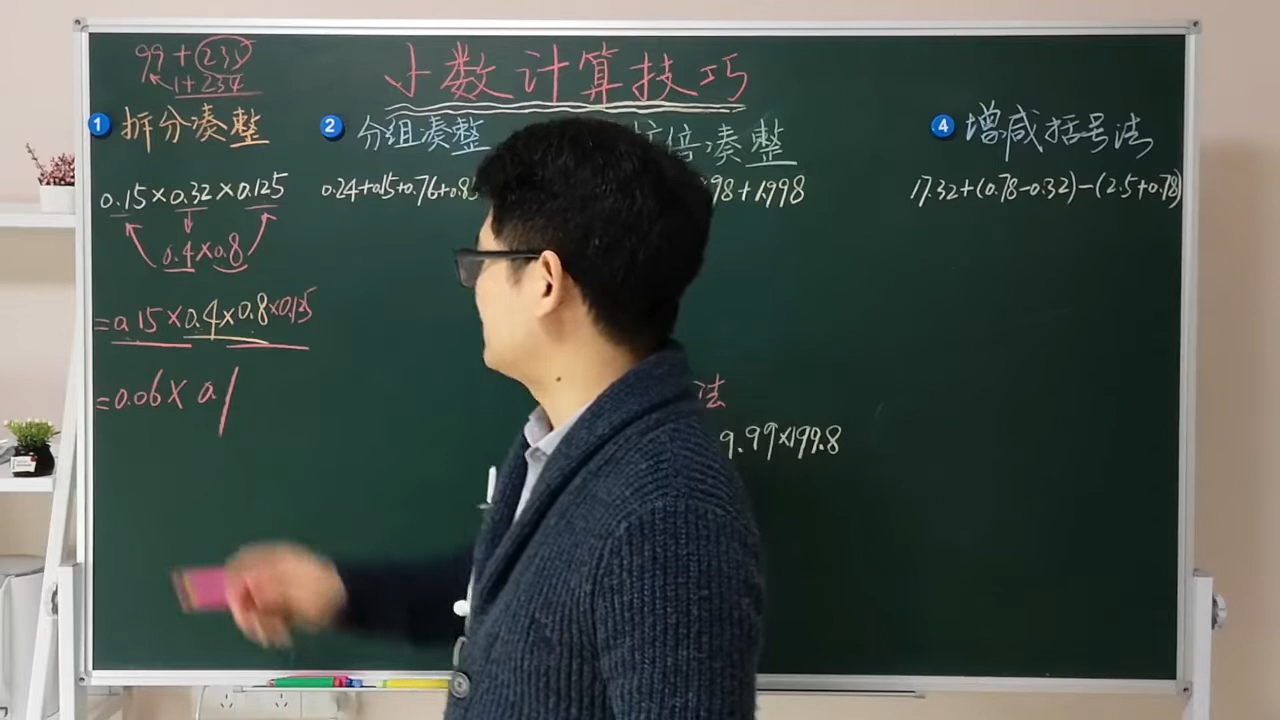 99+235
1+234
小数计算技巧
1 拆分凑整
0.15×0.32×0.125
0.4×0.8
=0.15×0.4×0.8×0.125
=0.06×0.1
2 分组凑整
0.24+0.15+0.76+0.85
倍凑整
98+1.998
法
9.99×199.8
4 增减括号法
17.32+(0.78-0.32)-(2.5+0.78)